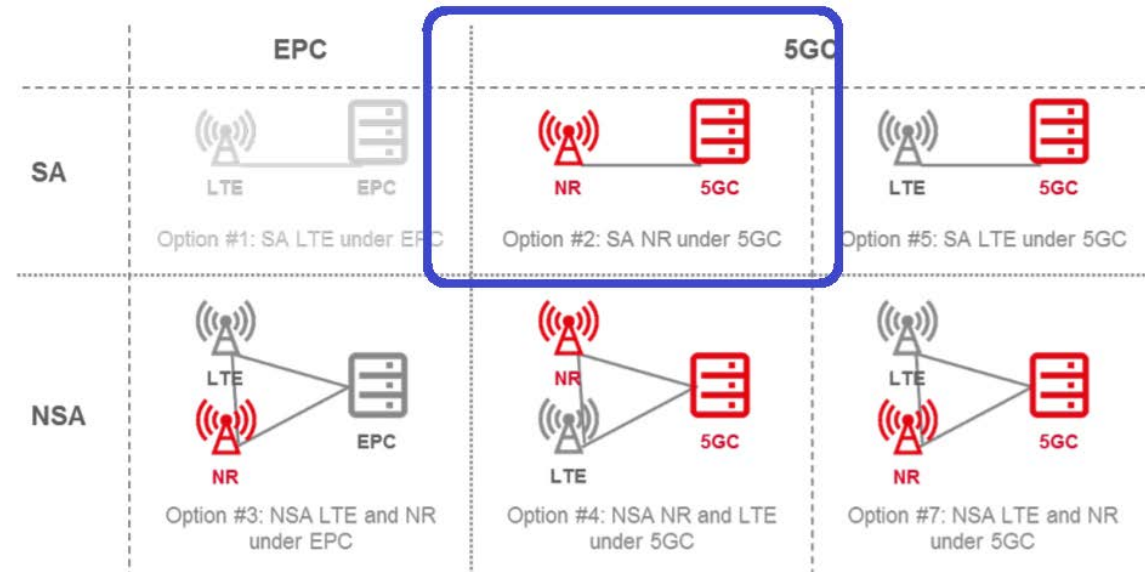 EPC
5GC
SA
LTE
EPC
Option #1: SA LTE under EPC
NR
5GC
Option #2: SA NR under 5GC
LTE
5GC
Option #5: SA LTE under 5GC
NSA
LTE
NR
EPC
Option #3: NSA LTE and NR
under EPC
NR
LTE
5GC
Option #4: NSA NR and LTE
under 5GC
LTE
NR
5GC
Option #7: NSA LTE and NR
under 5GC